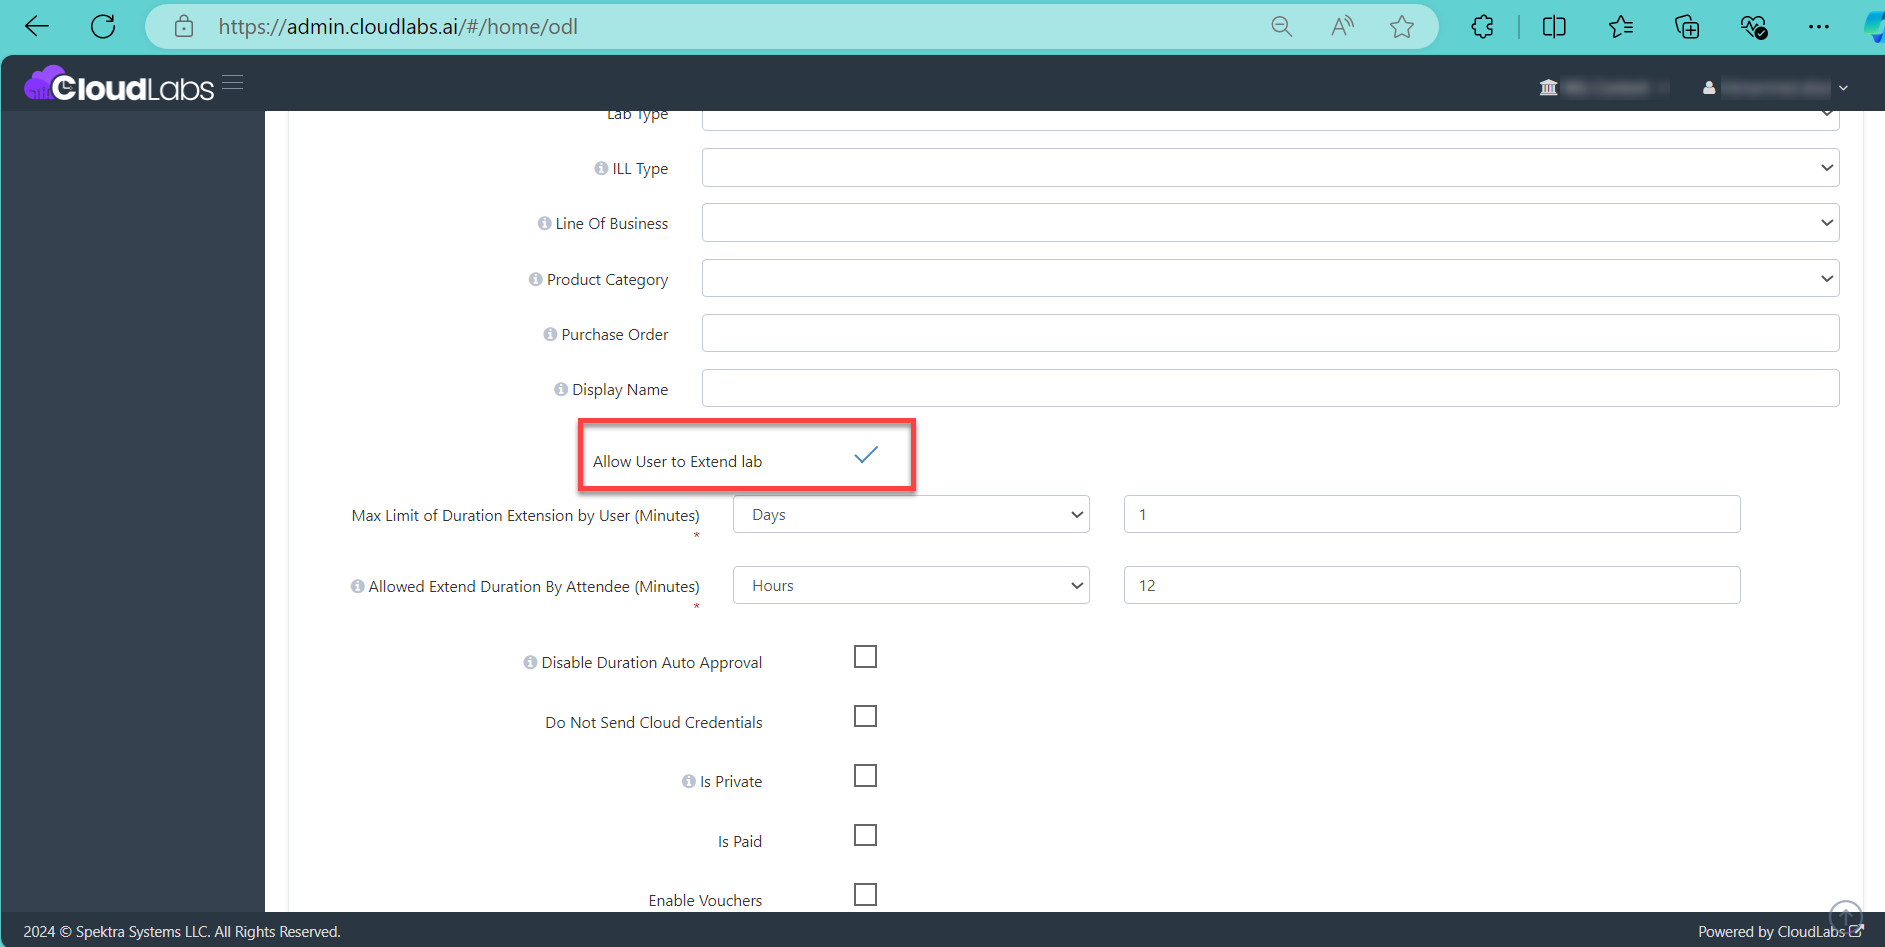 https://admin.cloudlabs.ai/#/home/odl
CloudLabs
Lab Type
ILL Type
Line Of Business
Product Category
Purchase Order
Display Name
Allow User to Extend lab
Max Limit of Duration Extension by User (Minutes) Days 1
*
Allowed Extend Duration By Attendee (Minutes) Hours 12
*
Disable Duration Auto Approval
Do Not Send Cloud Credentials
Is Private
Is Paid
Enable Vouchers
2024 © Spektra Systems LLC. All Rights Reserved. Powered by CloudLabs